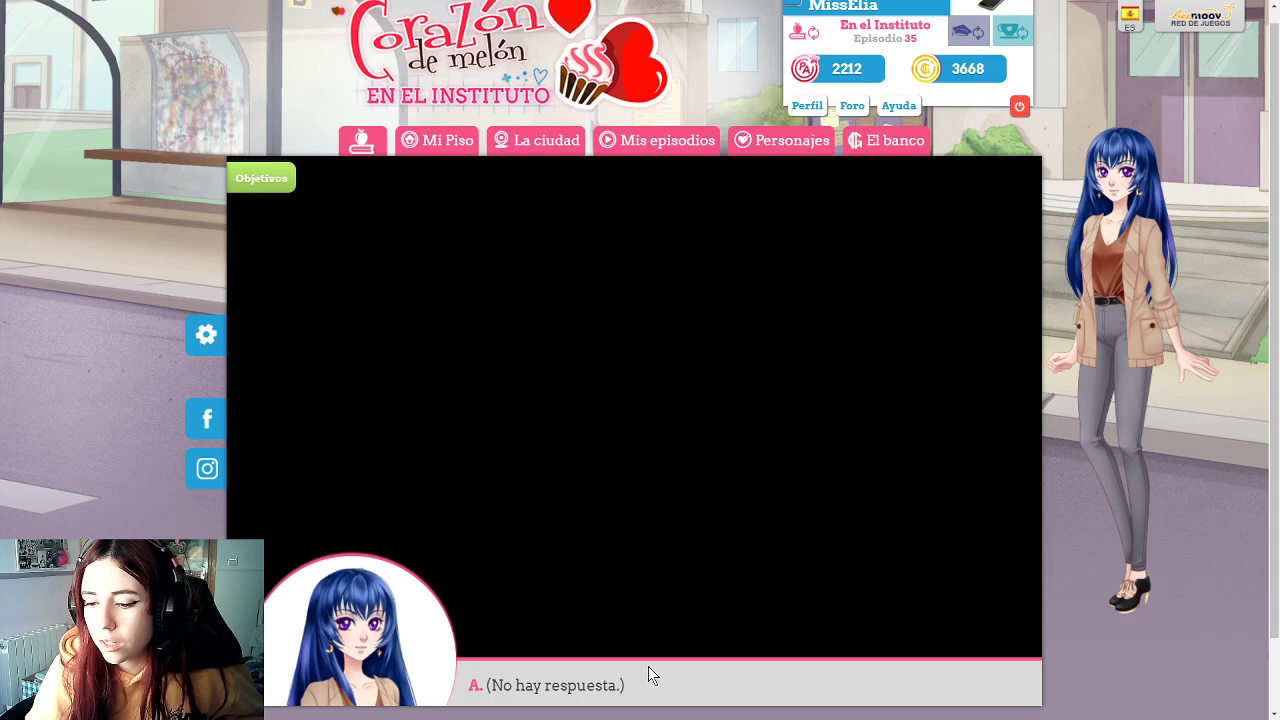 MissElia
En el Instituto
Episodio 35
2212
3668
Perfil
Foro
Ayuda
ES
Beemoov
RED DE JUEGOS
Corazón
de melón
EN EL INSTITUTO
Mi Piso
La ciudad
Mis episodios
Personajes
El banco
Objetivos
A. (No hay respuesta.)